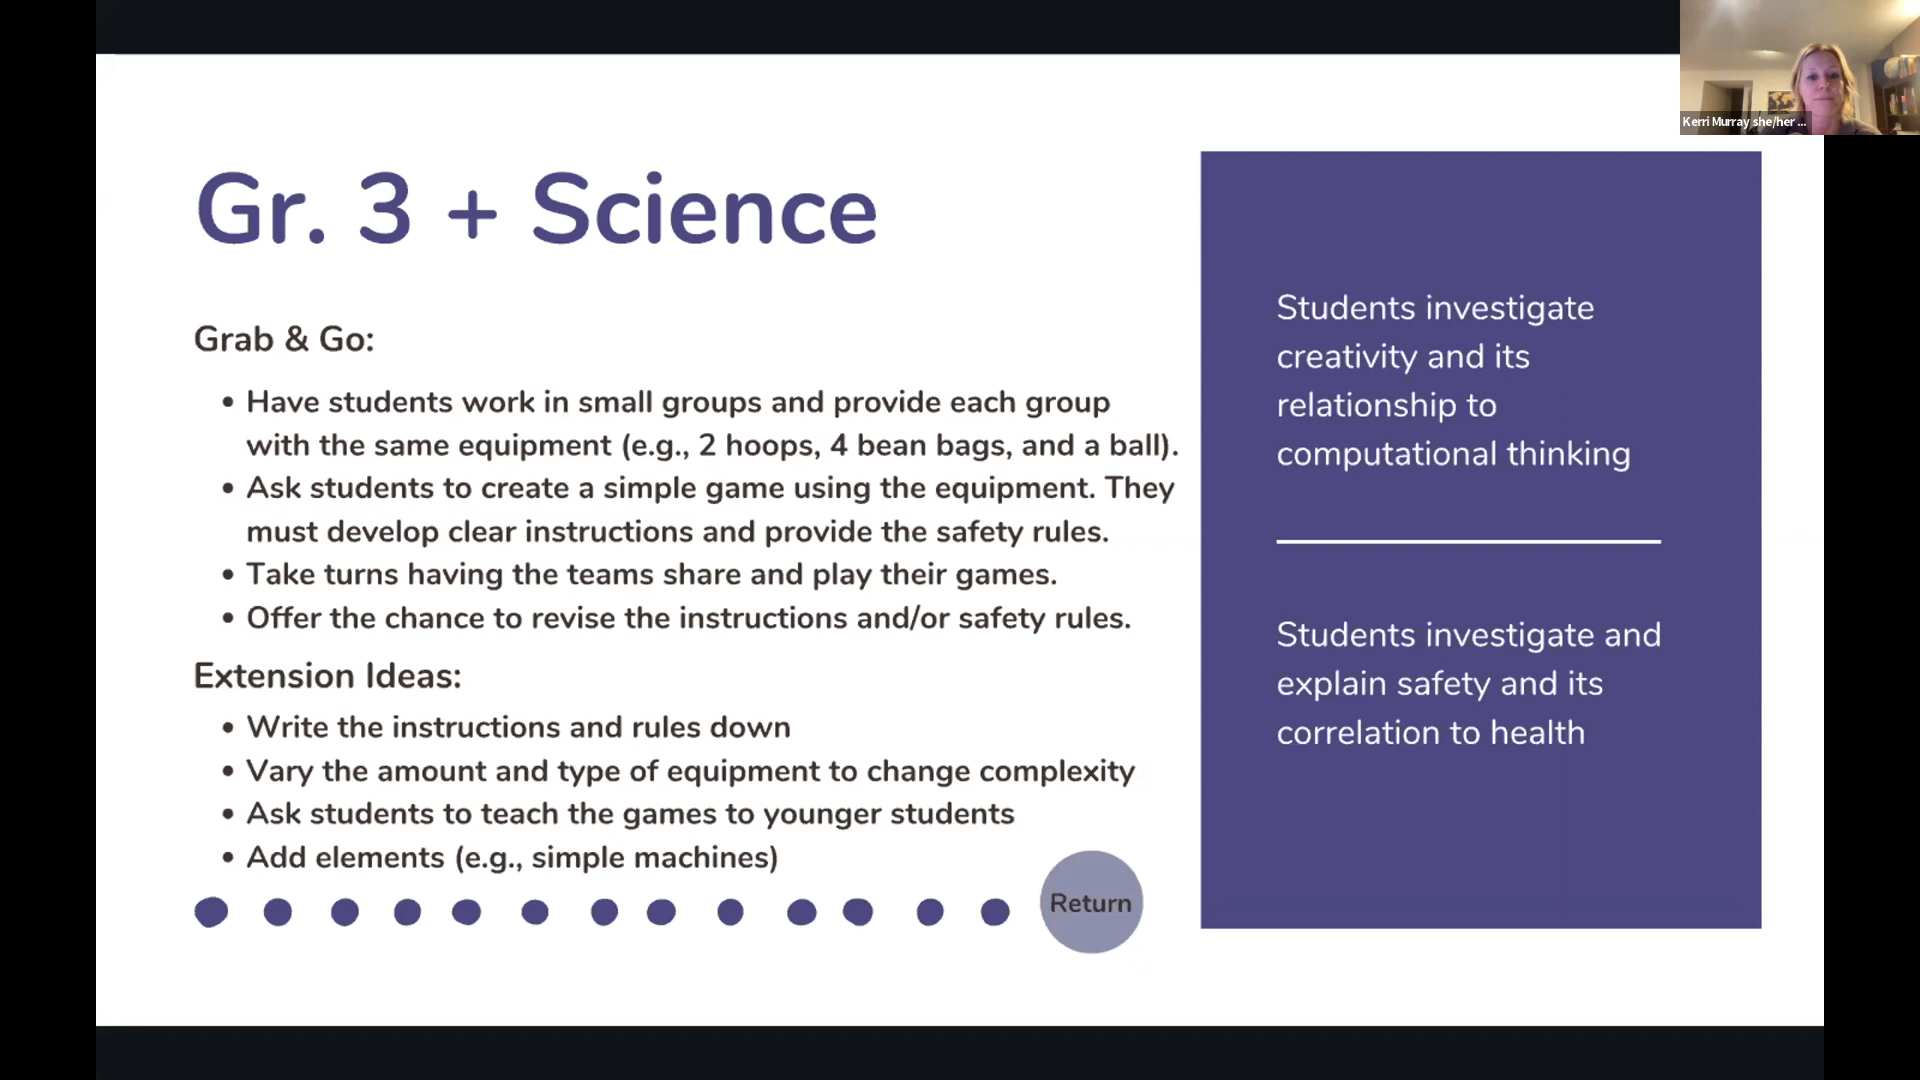 Kerri Murray she/her ...
Gr. 3 + Science
Grab & Go:
• Have students work in small groups and provide each group
with the same equipment (e.g., 2 hoops, 4 bean bags, and a ball).
• Ask students to create a simple game using the equipment. They
must develop clear instructions and provide the safety rules.
• Take turns having the teams share and play their games.
• Offer the chance to revise the instructions and/or safety rules.
Extension Ideas:
• Write the instructions and rules down
• Vary the amount and type of equipment to change complexity
• Ask students to teach the games to younger students
• Add elements (e.g., simple machines)
Return
Students investigate
creativity and its
relationship to
computational thinking
Students investigate and
explain safety and its
correlation to health